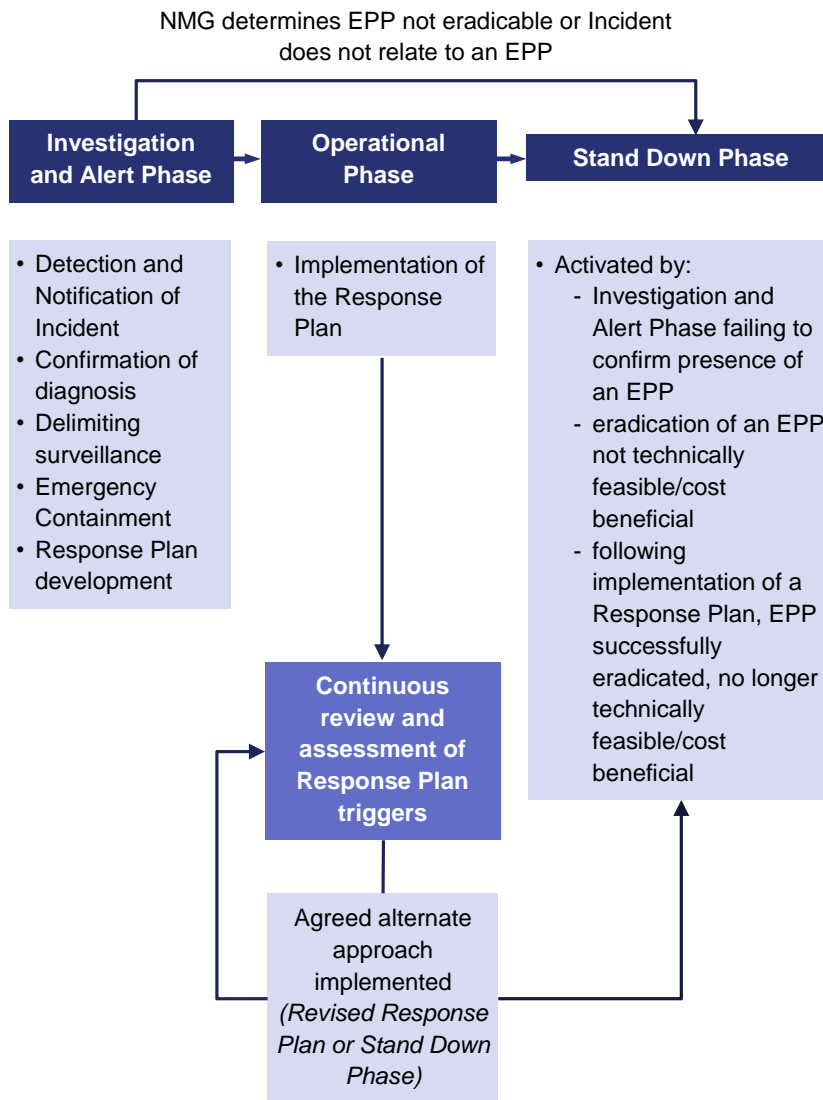 NMG determines EPP not eradicable or Incident
does not relate to an EPP
Investigation
and Alert Phase
Operational
Phase
Stand Down Phase
• Detection and
Notification of
Incident
• Confirmation of
diagnosis
• Delimiting
surveillance
• Emergency
Containment
• Response Plan
development
• Implementation of
the Response
Plan
• Activated by:
- Investigation and
Alert Phase failing to
confirm presence of
an EPP
- eradication of an EPP
not technically
feasible/cost
beneficial
- following
implementation of a
Response Plan, EPP
successfully
eradicated, no longer
technically
feasible/cost
beneficial
Continuous
review and
assessment of
Response Plan
triggers
Agreed alternate
approach
implemented
(Revised Response
Plan or Stand Down
Phase)